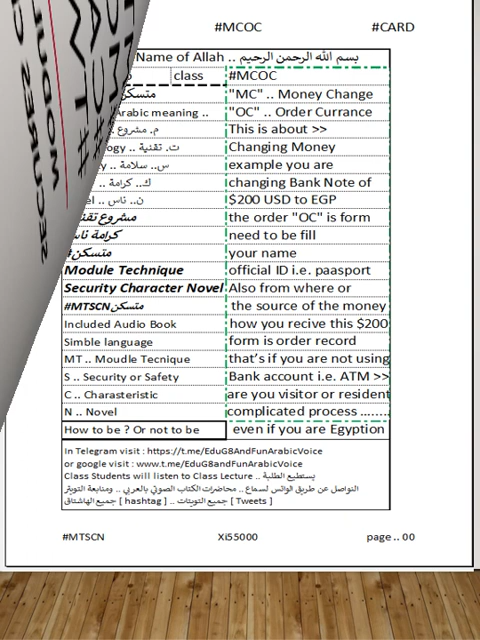 #MCOC #CARD
Name of Allah .. بسم الله الرحمن الرحيم
class #MCOC
متسكن "MC" .. Money Change
Arabic meaning .. "OC" .. Order Currance
م. مشروع This is about >>
ت. تقنية .. Changing Money
س.. سلامة .. example you are
ك.. كرامة .. changing Bank Note of
ن.. ناس .. $200 USD to EGP
مشروع the order "OC" is form
كرامة need to be fill
#متسكن your name
Module Technique official ID i.e. paasport
Security Character Novel Also from where or
#MTSCN متسكن the source of the money
Included Audio Book how you recive this $200
Simble language form is order record
MT .. Moudle Tecnique that's if you are not using
S .. Security or Safety Bank account i.e. ATM >>
C .. Charasteristic are you visitor or resident
N .. Novel complicated process .......
How to be ? Or not to be even if you are Egyption
In Telegram visit : https://t.me/EduG8AndFunArabicVoice
or google visit : www.t.me/EduG8andFunArabicVoice
Class Students will listen to Class Lecture .. يستطيع الطلبة
التواصل عن طريق الواتس لسماع .. محاضرات الكتاب الصوتي بالعربي .. ومتابعة التويتر
جميع الهاشتاق [ hashtag ] .. جميع التويتات [ Tweets ]
#MTSCN Xi55000 page .. 00